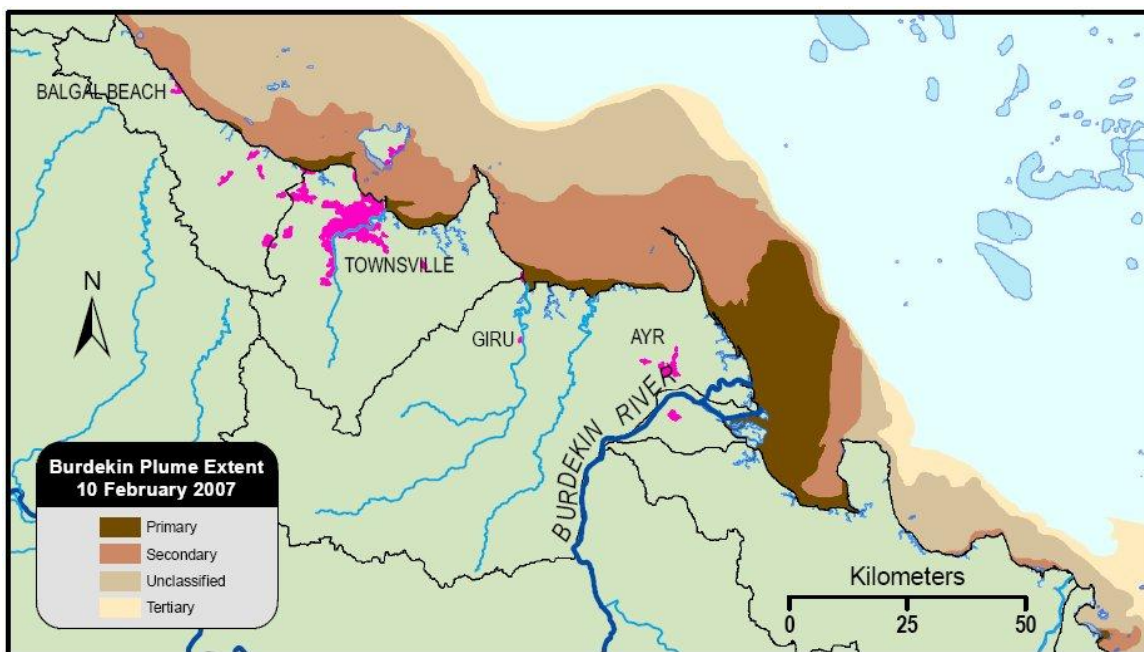 BALGAL BEACH
TOWNSVILLE
N
GIRU
AYR
BURDEKIN RIVER
Burdekin Plume Extent
10 February 2007
Primary
Secondary
Unclassified
Tertiary
Kilometers
0 25 50